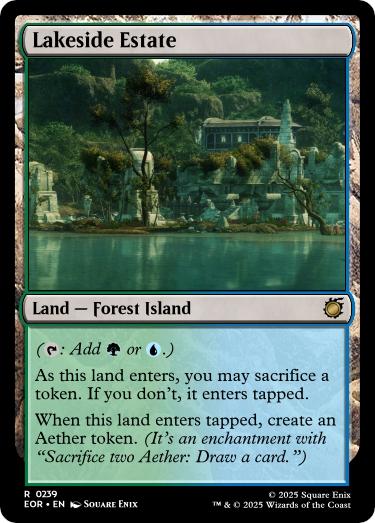 Lakeside Estate
Land — Forest Island
(: Add or .)
As this land enters, you may sacrifice a
token. If you don't, it enters tapped.
When this land enters tapped, create an
Aether token. (It's an enchantment with
“Sacrifice two Aether: Draw a card.”)
R 0239
EOR • EN SQUARE ENIX
© 2025 Square Enix
™ & © 2025 Wizards of the Coast